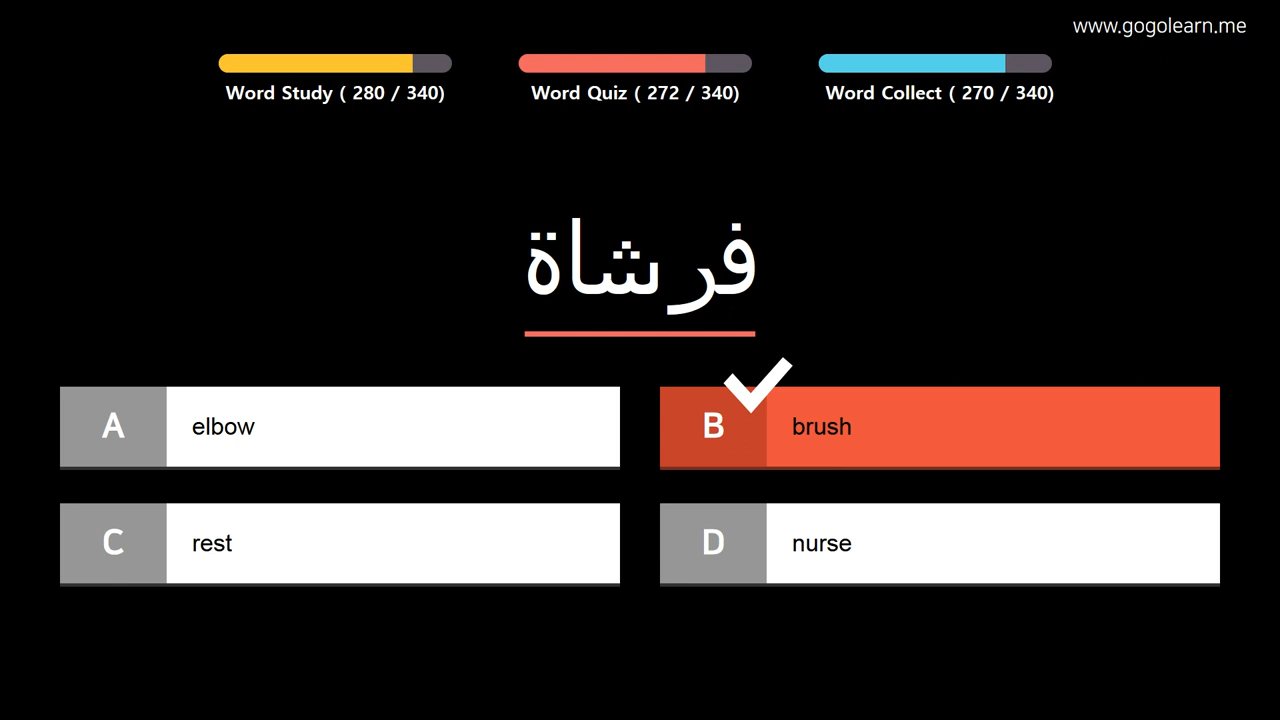 www.gogolearn.me
Word Study ( 280 / 340)
Word Quiz ( 272 / 340)
Word Collect ( 270 / 340)
فرشاة
A elbow
B brush
C rest
D nurse